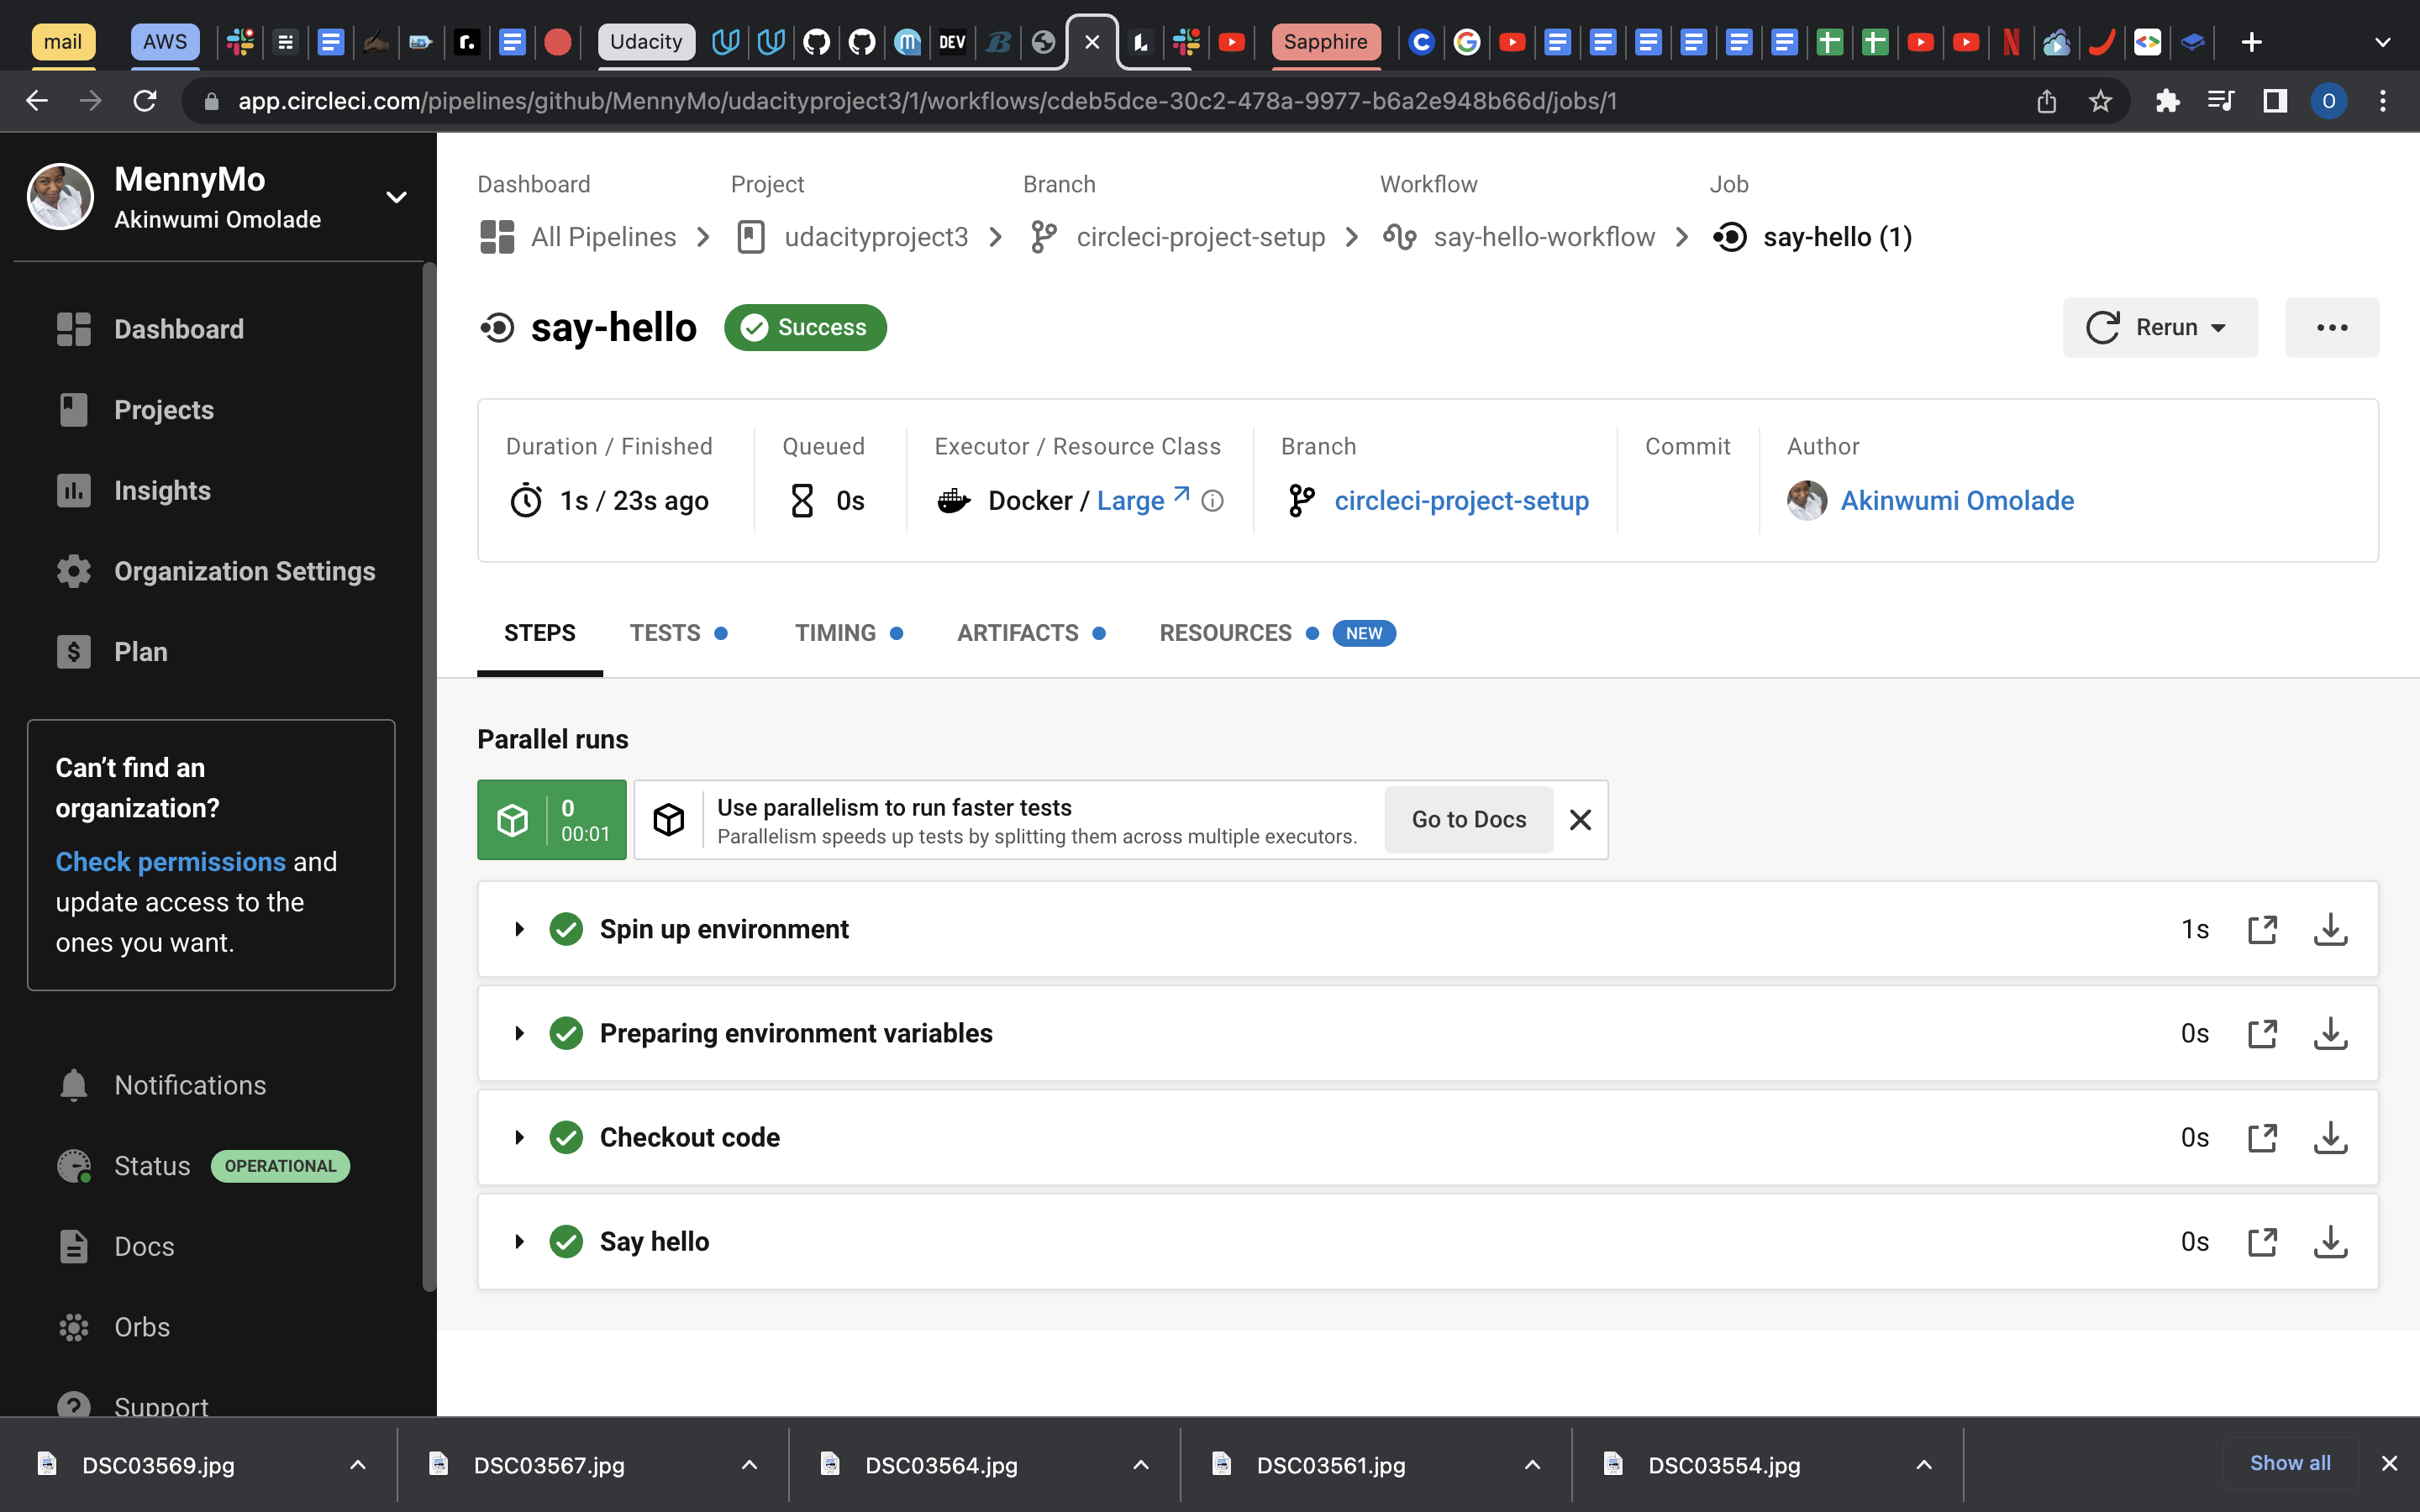 mail
AWS
Udacity
DEV
Sapphire
app.circleci.com/pipelines/github/MennyMo/udacityproject3/1/workflows/cdeb5dce-30c2-478a-9977-b6a2e948b66d/jobs/1
O
MennyMo
Akinwumi Omolade
Dashboard
Projects
Insights
Organization Settings
Plan
Can’t find an
organization?
Check permissions and
update access to the
ones you want.
Notifications
Status OPERATIONAL
Docs
Orbs
Support
Dashboard Project Branch Workflow Job
All Pipelines udacityproject3 circleci-project-setup say-hello-workflow say-hello (1)
say-hello Success
Rerun
Duration / Finished Queued Executor / Resource Class Branch Commit Author
1s / 23s ago 0s Docker / Large circleci-project-setup Akinwumi Omolade
STEPS TESTS TIMING ARTIFACTS RESOURCES NEW
Parallel runs
0
00:01
Use parallelism to run faster tests
Parallelism speeds up tests by splitting them across multiple executors.
Go to Docs
Spin up environment 1s
Preparing environment variables 0s
Checkout code 0s
Say hello 0s
DSC03569.jpg DSC03567.jpg DSC03564.jpg DSC03561.jpg DSC03554.jpg Show all